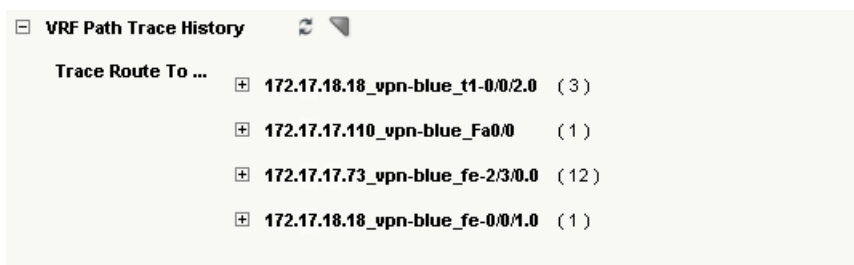 VRF Path Trace History
Trace Route To ...
172.17.18.18_vpn-blue_t1-0/0/2.0 (3)
172.17.17.110_vpn-blue_Fa0/0 (1)
172.17.17.73_vpn-blue_fe-2/3/0.0 (12)
172.17.18.18_vpn-blue_fe-0/0/1.0 (1)